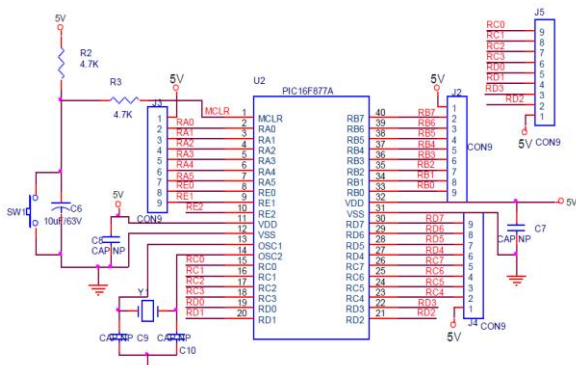 5V
R2
4.7K
R3
4.7K
SW1
C6
10uF/63V
5V
C8
CAP NP
J3
5V
1
2
3
4
5
6
7
8
9
CON9
MCLR
RA0
RA1
RA2
RA3
RA4
RA5
RE0
RE1
RE2
RC0
RC1
RC2
RC3
RD0
RD1
Y1
CAP NP C9
CAP NP
C10
U2
PIC16F877A
1 MCLR RB7 40 RB7
2 RA0 RB6 39 RB6
3 RA1 RB5 38 RB5
4 RA2 RB4 37 RB4
5 RA3 RB3 36 RB3
6 RA4 RB2 35 RB2
7 RA5 RB1 34 RB1
8 RE0 RB0 33 RB0
9 RE1 VDD 32
10 RE2 VSS 31
11 VDD RD7 30 RD7
12 VSS RD6 29 RD6
13 OSC1 RD5 28 RD5
14 OSC2 RD4 27 RD4
15 RC0 RC7 26 RC7
16 RC1 RC6 25 RC6
17 RC2 RC5 24 RC5
18 RC3 RC4 23 RC4
19 RD0 RD3 22 RD3
20 RD1 RD2 21 RD2
5V
J2
1
2
3
4
5
6
7
8
9
CON9
5V
C7
CAP NP
9
8
7
6
5
4
3
2
1
J4
CON9
5V
J5
RC0 9
RC1 8
RC2 7
RC3 6
RD0 5
RD1 4
RD3 3
RD2 2
1
5V
CON9